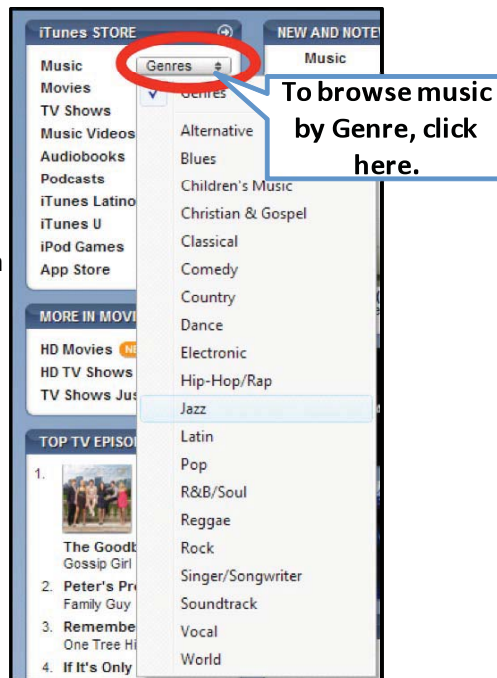 iTunes STORE
Music
Movies
TV Shows
Music Videos
Audiobooks
Podcasts
iTunes Latino
iTunes U
iPod Games
App Store
Genres
Genres
Alternative
Blues
Children's Music
Christian & Gospel
Classical
Comedy
Country
Dance
Electronic
Hip-Hop/Rap
Jazz
Latin
Pop
R&B/Soul
Reggae
Rock
Singer/Songwriter
Soundtrack
Vocal
World
NEW AND NOTE
Music
To browse music
by Genre, click
here.
MORE IN MOVI
HD Movies NE
HD TV Shows
TV Shows Jus
TOP TV EPISO
1.
The Goodb
Gossip Girl
2. Peter's Pr
Family Guy
3. Remembe
One Tree Hi
4. If It's Only